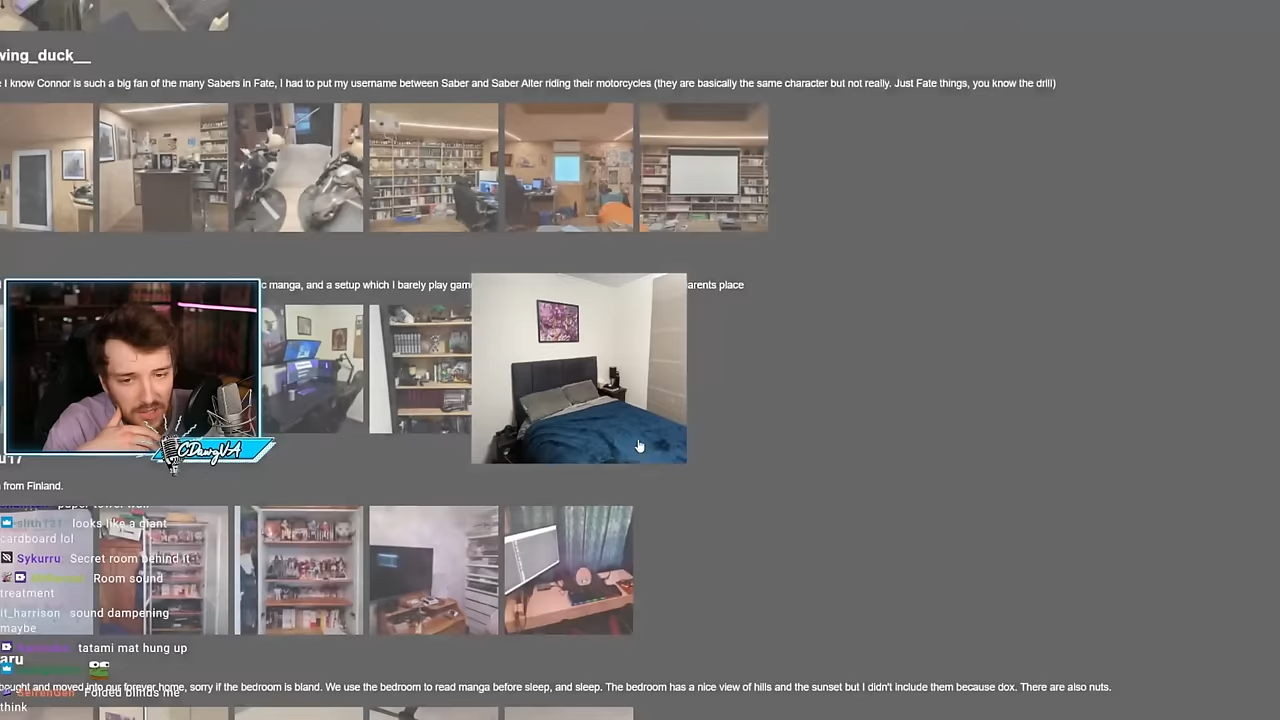 wing_duck__
I know Connor is such a big fan of the many Sabers in Fate, I had to put my username between Saber and Saber Alter riding their motorcycles (they are basically the same character but not really. Just Fate things, you know the drill)
c manga, and a setup which I barely play gam
arents place
CDawgVA
from Finland.
slith121 looks like a giant
cardboard lol
Sykurru: Secret room behind it
Room sound
treatment
it_harrison sound dampening
maybe
tatami mat hung up
aru
bought and moved into our forever home, sorry if the bedroom is bland. We use the bedroom to read manga before sleep, and sleep. The bedroom has a nice view of hills and the sunset but I didn't include them because dox. There are also nuts.
Folded blinds me
think